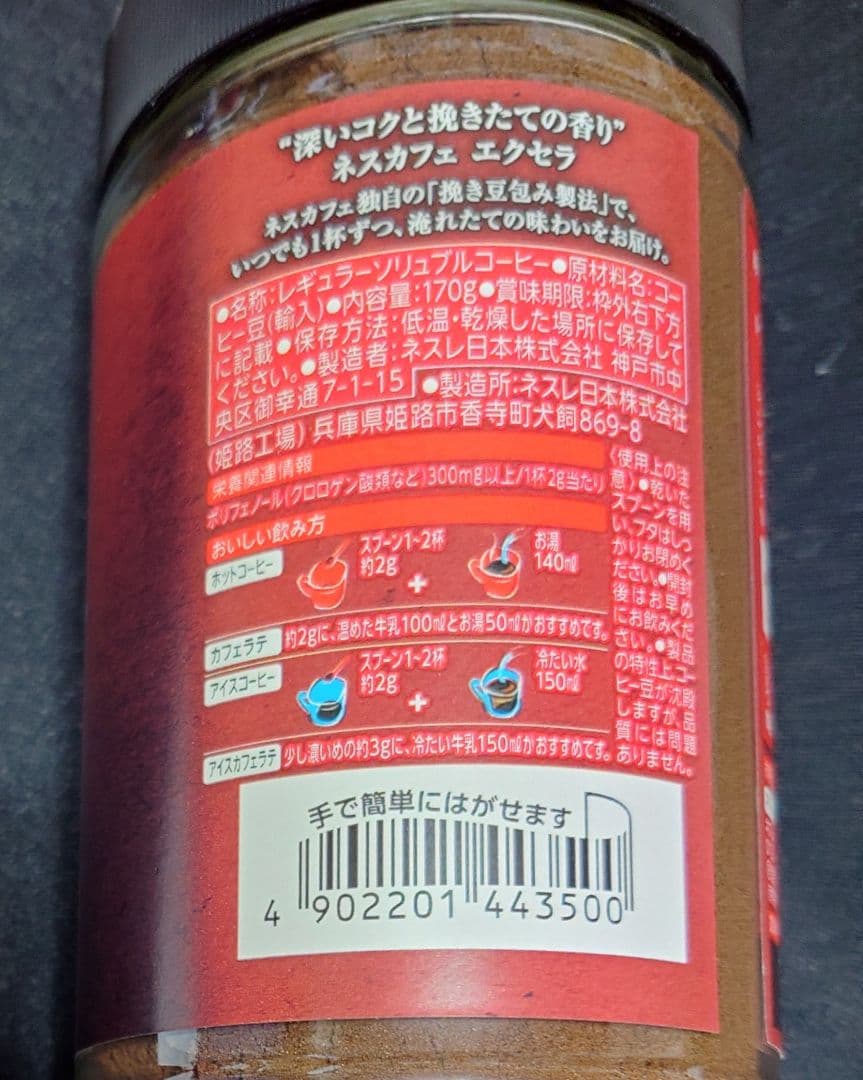 "深いコクと挽きたての香り"
ネスカフェ エクセラ
ネスカフェ独自の「挽き豆包み製法」で、
いつでも1杯ずつ、淹れたての味わいをお届け。
●名称:レギュラーソリュブルコーヒー●原材料名:コー
ヒー豆(輸入)●内容量:170g●賞味期限:枠外右下方
に記載●保存方法:低温・乾燥した場所に保存して
ください。●製造者:ネスレ日本株式会社 神戸市中
央区御幸通7-1-15
●製造所:ネスレ日本株式会社
(姫路工場)兵庫県姫路市香寺町犬飼869-8
栄養関連情報
ポリフェノール(クロロゲン酸類など)300mg以上/1杯2g当たり
おいしい飲み方
ホットコーヒー
スプーン1~2杯
約2g
+
お湯
140ml
カフェラテ
約2gに、温めた牛乳100mlとお湯50mlがおすすめです。
アイスコーヒー
スプーン1~2杯
約2g
+
冷たい水
150ml
アイスカフェラテ
少し濃いめの約3gに、冷たい牛乳150mlがおすすめです。
〈使用上の注
意〉●乾いた
スプーンを用
い、フタはしっ
かりお閉めく
ださい。●開封
後はお早め
にお飲みくだ
さい。●製品
の特性上、コー
ヒー豆が沈殿
しますが、品
質には問題
ありません。
手で簡単にはがせます
4 902201 443500